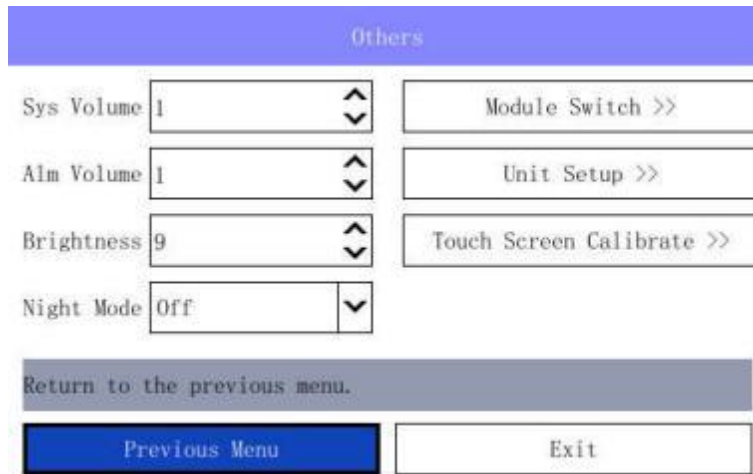 Others
Sys Volume 1 Module Switch >>
Alm Volume 1 Unit Setup >>
Brightness 9 Touch Screen Calibrate >>
Night Mode Off
Return to the previous menu.
Previous Menu Exit